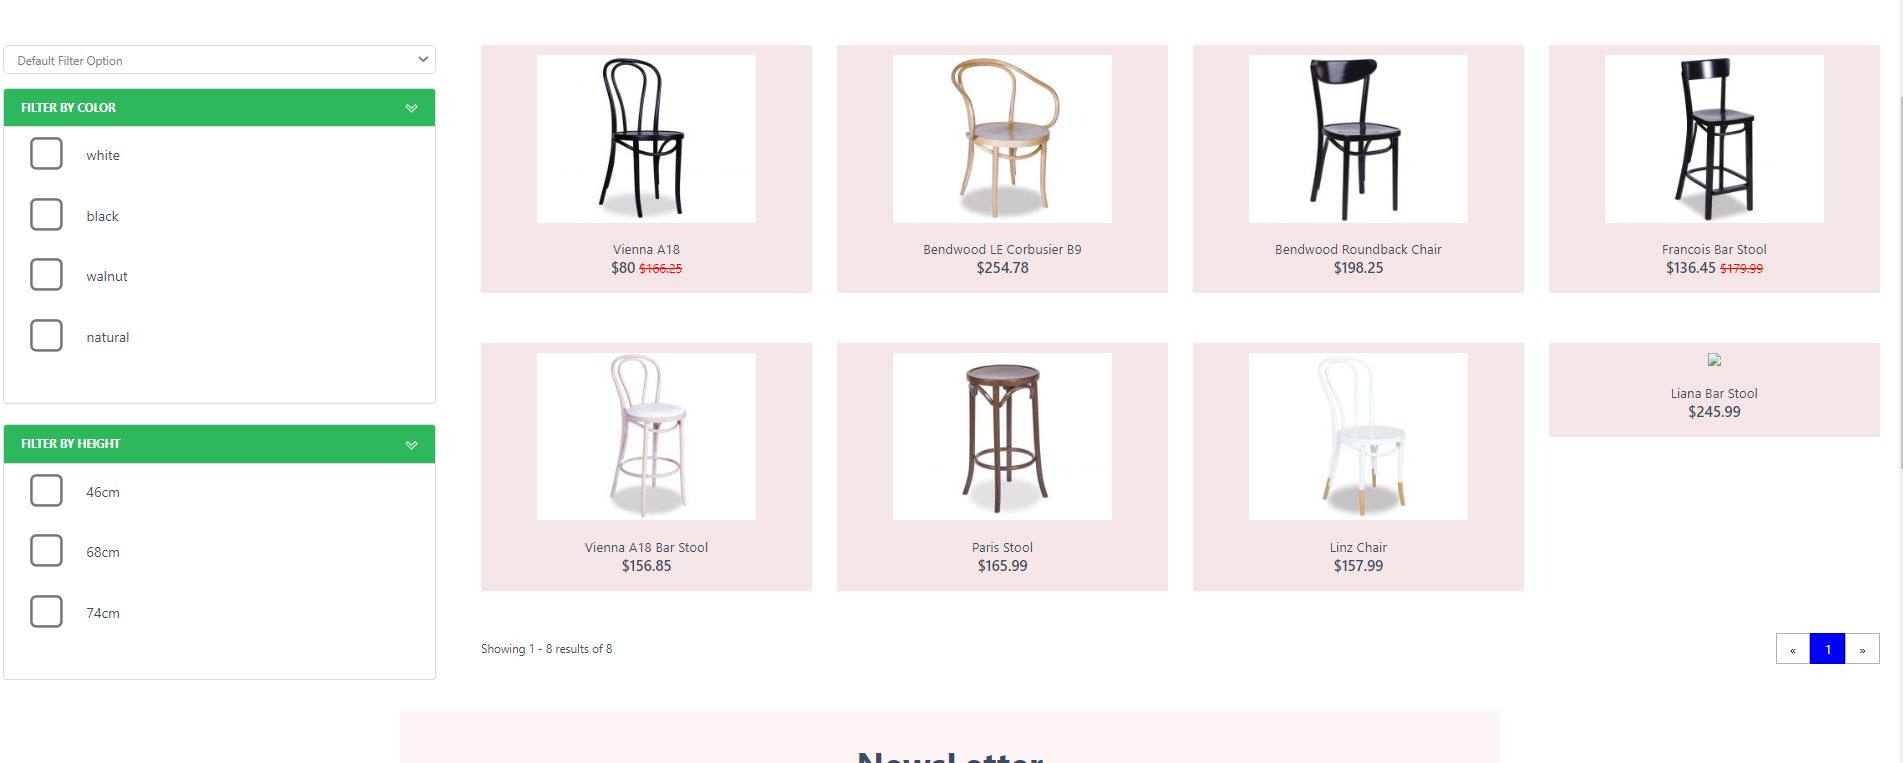 Default Filter Option
FILTER BY COLOR
white
black
walnut
natural
FILTER BY HEIGHT
46cm
68cm
74cm
Vienna A18
$80 $166.25
Bendwood LE Corbusier B9
$254.78
Bendwood Roundback Chair
$198.25
Francois Bar Stool
$136.45 $179.99
Vienna A18 Bar Stool
$156.85
Paris Stool
$165.99
Linz Chair
$157.99
Liana Bar Stool
$245.99
Showing 1 - 8 results of 8
« 1 »
NewsLetter